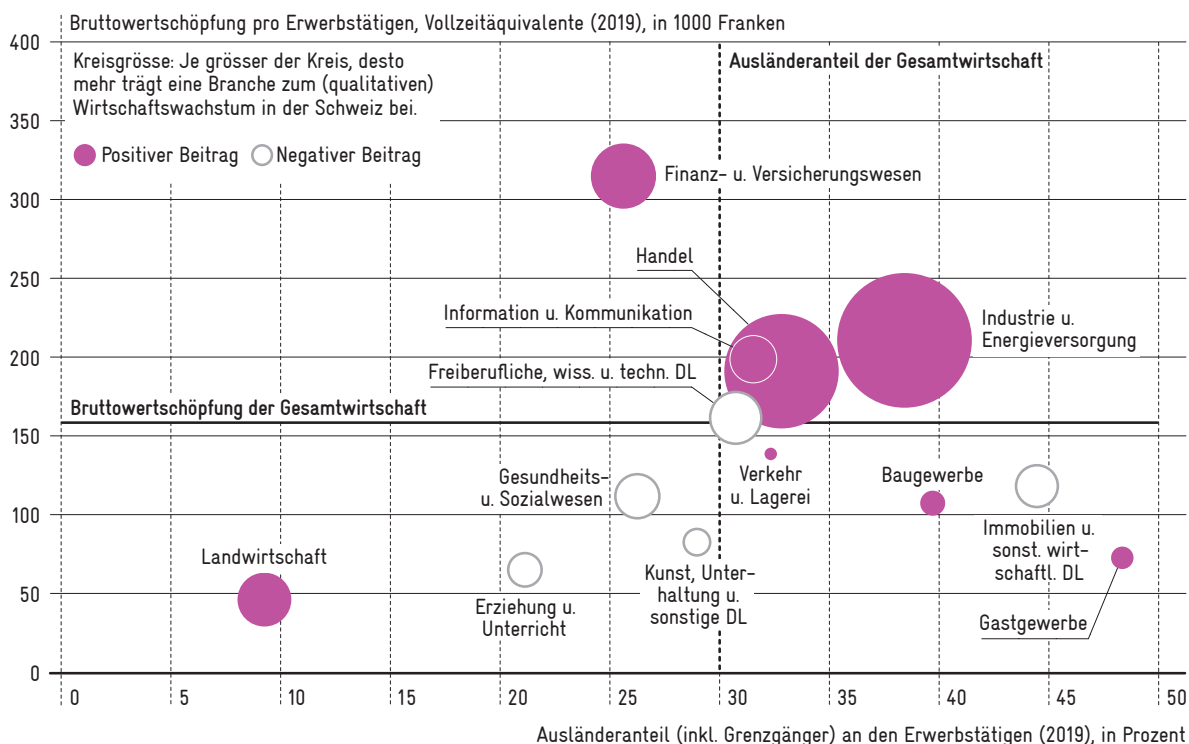 Bruttowertschöpfung pro Erwerbstätigen, Vollzeitäquivalente (2019), in 1000 Franken
400
350
300
250
200
150
100
50
0
Kreisgrösse: Je grösser der Kreis, desto
mehr trägt eine Branche zum (qualitativen)
Wirtschaftswachstum in der Schweiz bei.
Positiver Beitrag
Negativer Beitrag
Ausländeranteil der Gesamtwirtschaft
Finanz- u. Versicherungswesen
Handel
Information u. Kommunikation
Freiberufliche, wiss. u. techn. DL
Industrie u.
Energieversorgung
Bruttowertschöpfung der Gesamtwirtschaft
Gesundheits-
u. Sozialwesen
Verkehr
u. Lagerei
Baugewerbe
Immobilien u.
sonst. wirt-
schaftl. DL
Landwirtschaft
Erziehung u.
Unterricht
Kunst, Unter-
haltung u.
sonstige DL
Gastgewerbe
0
5
10
15
20
25
30
35
40
45
50
Ausländeranteil (inkl. Grenzgänger) an den Erwerbstätigen (2019), in Prozent